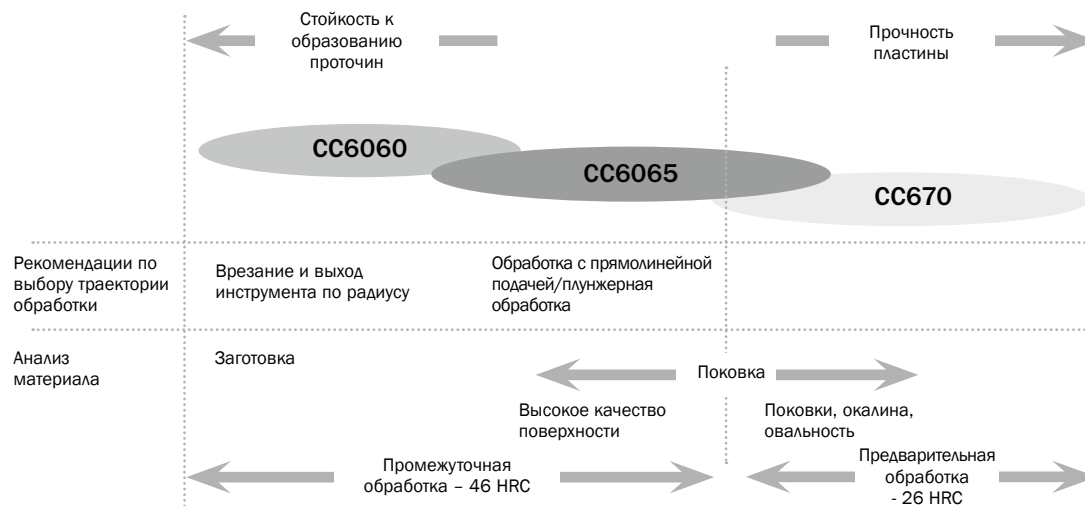 Стойкость к
образованию
проточин
Прочность
пластины
CC6060
CC6065
CC670
Рекомендации по
выбору траектории
обработки
Врезание и выход
инструмента по радиусу
Обработка с прямолинейной
подачей/плунжерная
обработка
Анализ
материала
Заготовка
Поковка
Высокое качество
поверхности
Поковки, окалина,
овальность
Промежуточная
обработка – 46 HRC
Предварительная
обработка
- 26 HRC